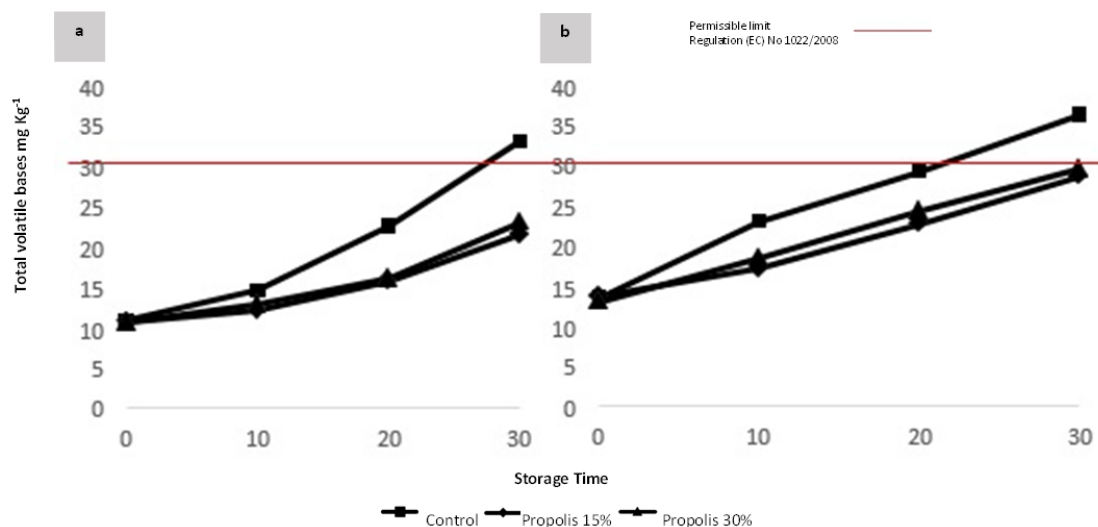 a
b
Permissible limit
Regulation (EC) No 1022/2008
Total volatile bases mg Kg⁻¹
40
35
30
25
20
15
10
5
0
0 10 20 30
40
35
30
25
20
15
10
5
0
0 10 20 30
Storage Time
Control Propolis 15% Propolis 30%